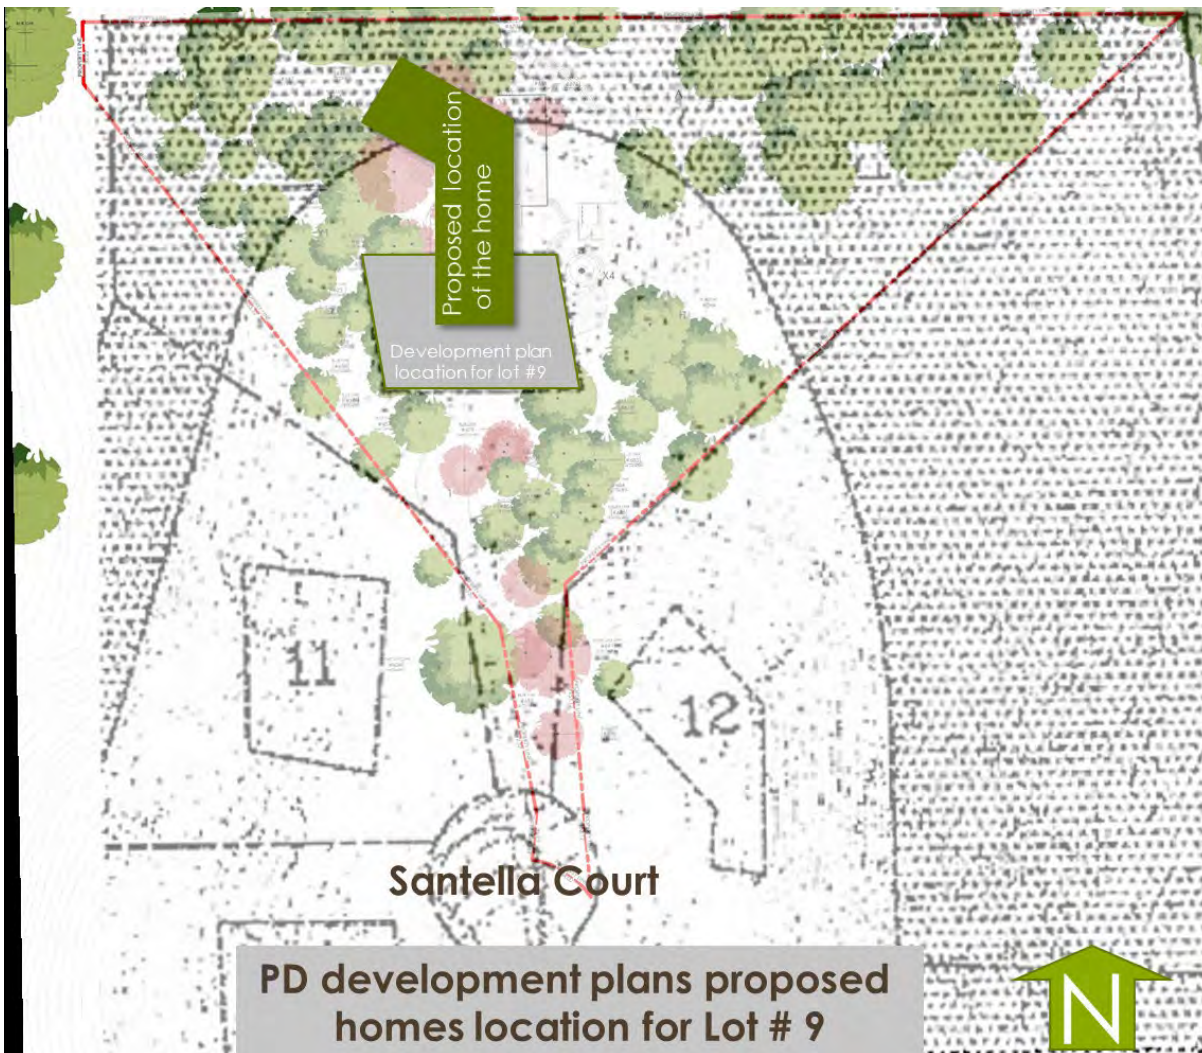 Proposed location
of the home
Development plan
location for lot #9
X4
11
12
Santella Court
PD development plans proposed
homes location for Lot # 9
N